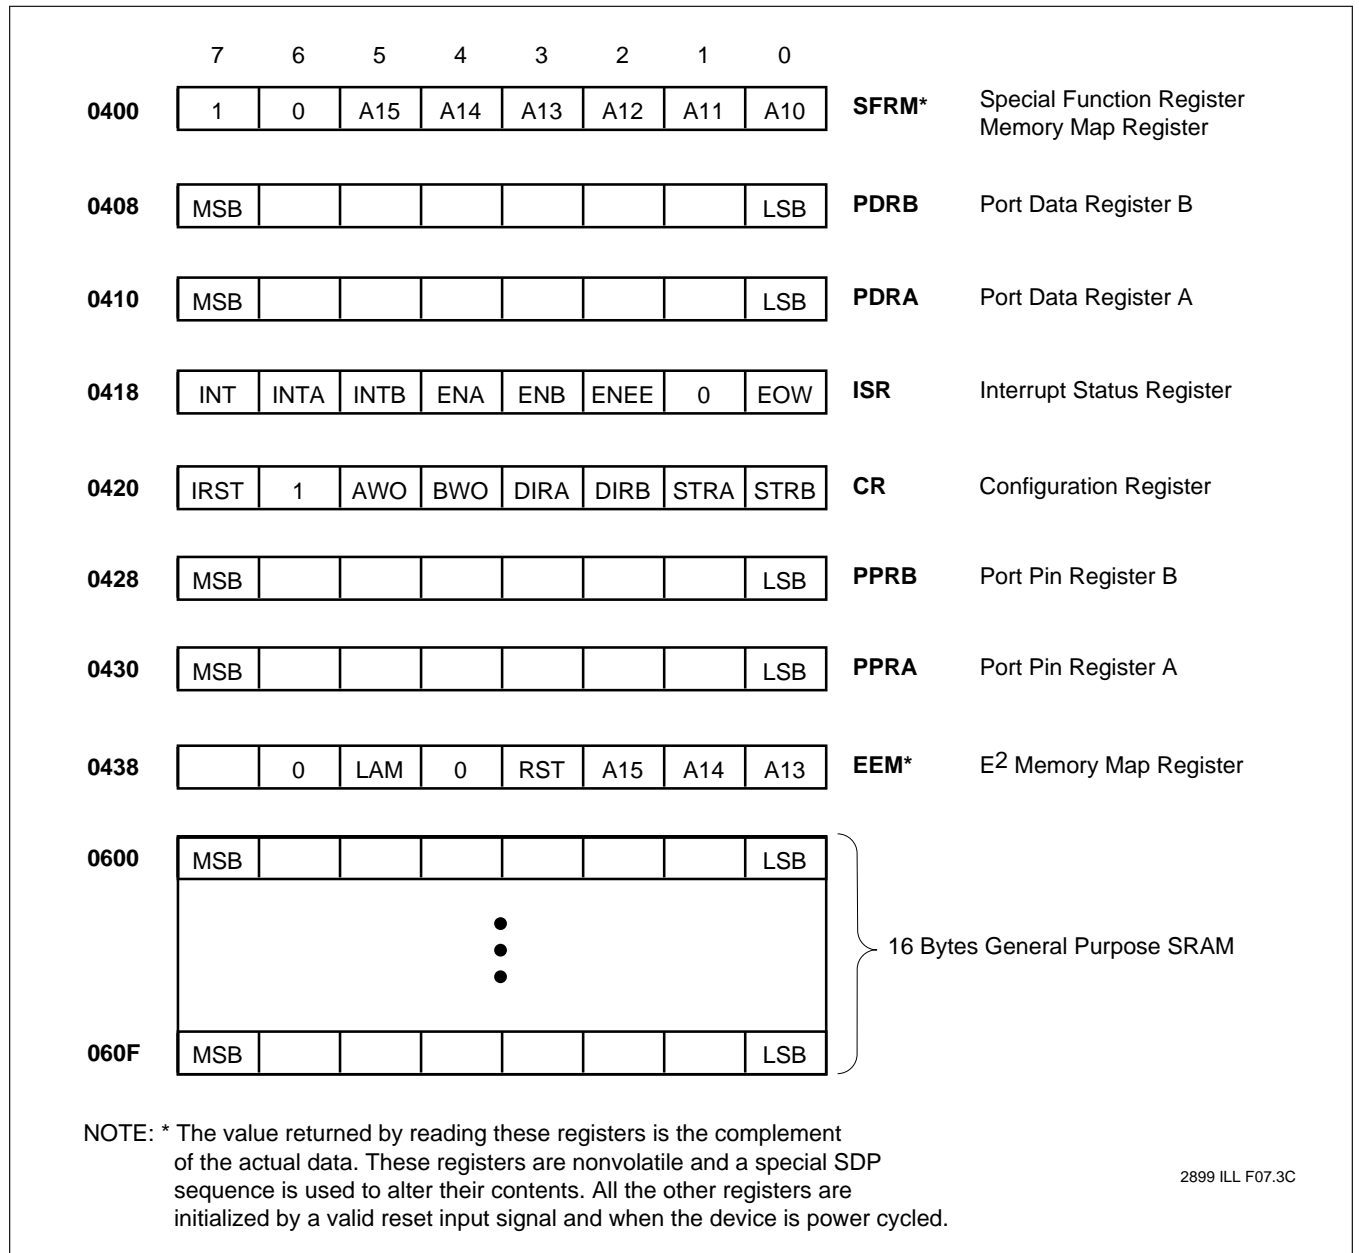 7 6 5 4 3 2 1 0
0400 1 0 A15 A14 A13 A12 A11 A10 SFRM* Special Function Register
Memory Map Register
0408 MSB LSB PDRB Port Data Register B
0410 MSB LSB PDRA Port Data Register A
0418 INT INTA INTB ENA ENB ENEE 0 EOW ISR Interrupt Status Register
0420 IRST 1 AWO BWO DIRA DIRB STRA STRB CR Configuration Register
0428 MSB LSB PPRB Port Pin Register B
0430 MSB LSB PPRA Port Pin Register A
0438 0 LAM 0 RST A15 A14 A13 EEM* E2 Memory Map Register
0600 MSB LSB
16 Bytes General Purpose SRAM
060F MSB LSB
NOTE: * The value returned by reading these registers is the complement
of the actual data. These registers are nonvolatile and a special SDP
sequence is used to alter their contents. All the other registers are
initialized by a valid reset input signal and when the device is power cycled.
2899 ILL F07.3C